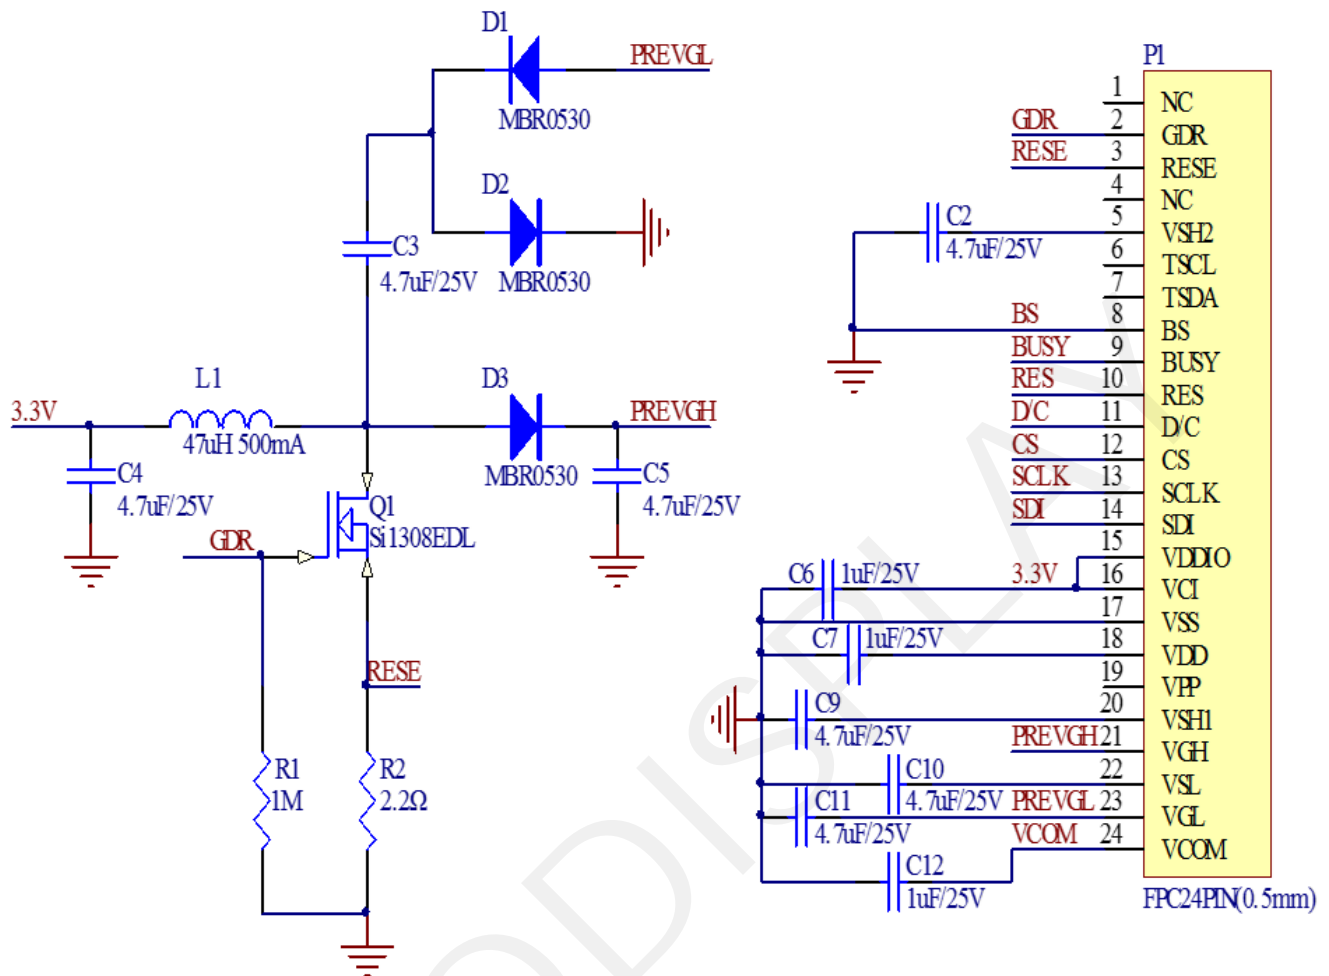 D1
PREVGL
MBR0530
D2
C3
4.7uF/25V
MBR0530
L1
D3
3.3V
PREVGH
47uH 500mA
C4
4.7uF/25V
MBR0530
C5
4.7uF/25V
Q1
Si1308EDL
GDR
RESE
R1
1M
R2
2.2Ω
P1
1 NC
GDR 2 GDR
RESE 3 RESE
4 NC
C2
4.7uF/25V
5 VSH2
6 TSCL
7 TSDA
BS 8 BS
BUSY 9 BUSY
RES 10 RES
D/C 11 D/C
CS 12 CS
SCLK 13 SCLK
SDI 14 SDI
15 VDDIO
C6 1uF/25V 3.3V 16 VCI
17 VSS
C7 1uF/25V 18 VDD
19 VPP
C9
4.7uF/25V
20 VSH1
PREVGH 21 VGH
C10
4.7uF/25V
22 VSL
C11
4.7uF/25V
PREVGL 23 VGL
VCOM 24 VCOM
C12
1uF/25V
FPC24PIN(0.5mm)
DISPLAY